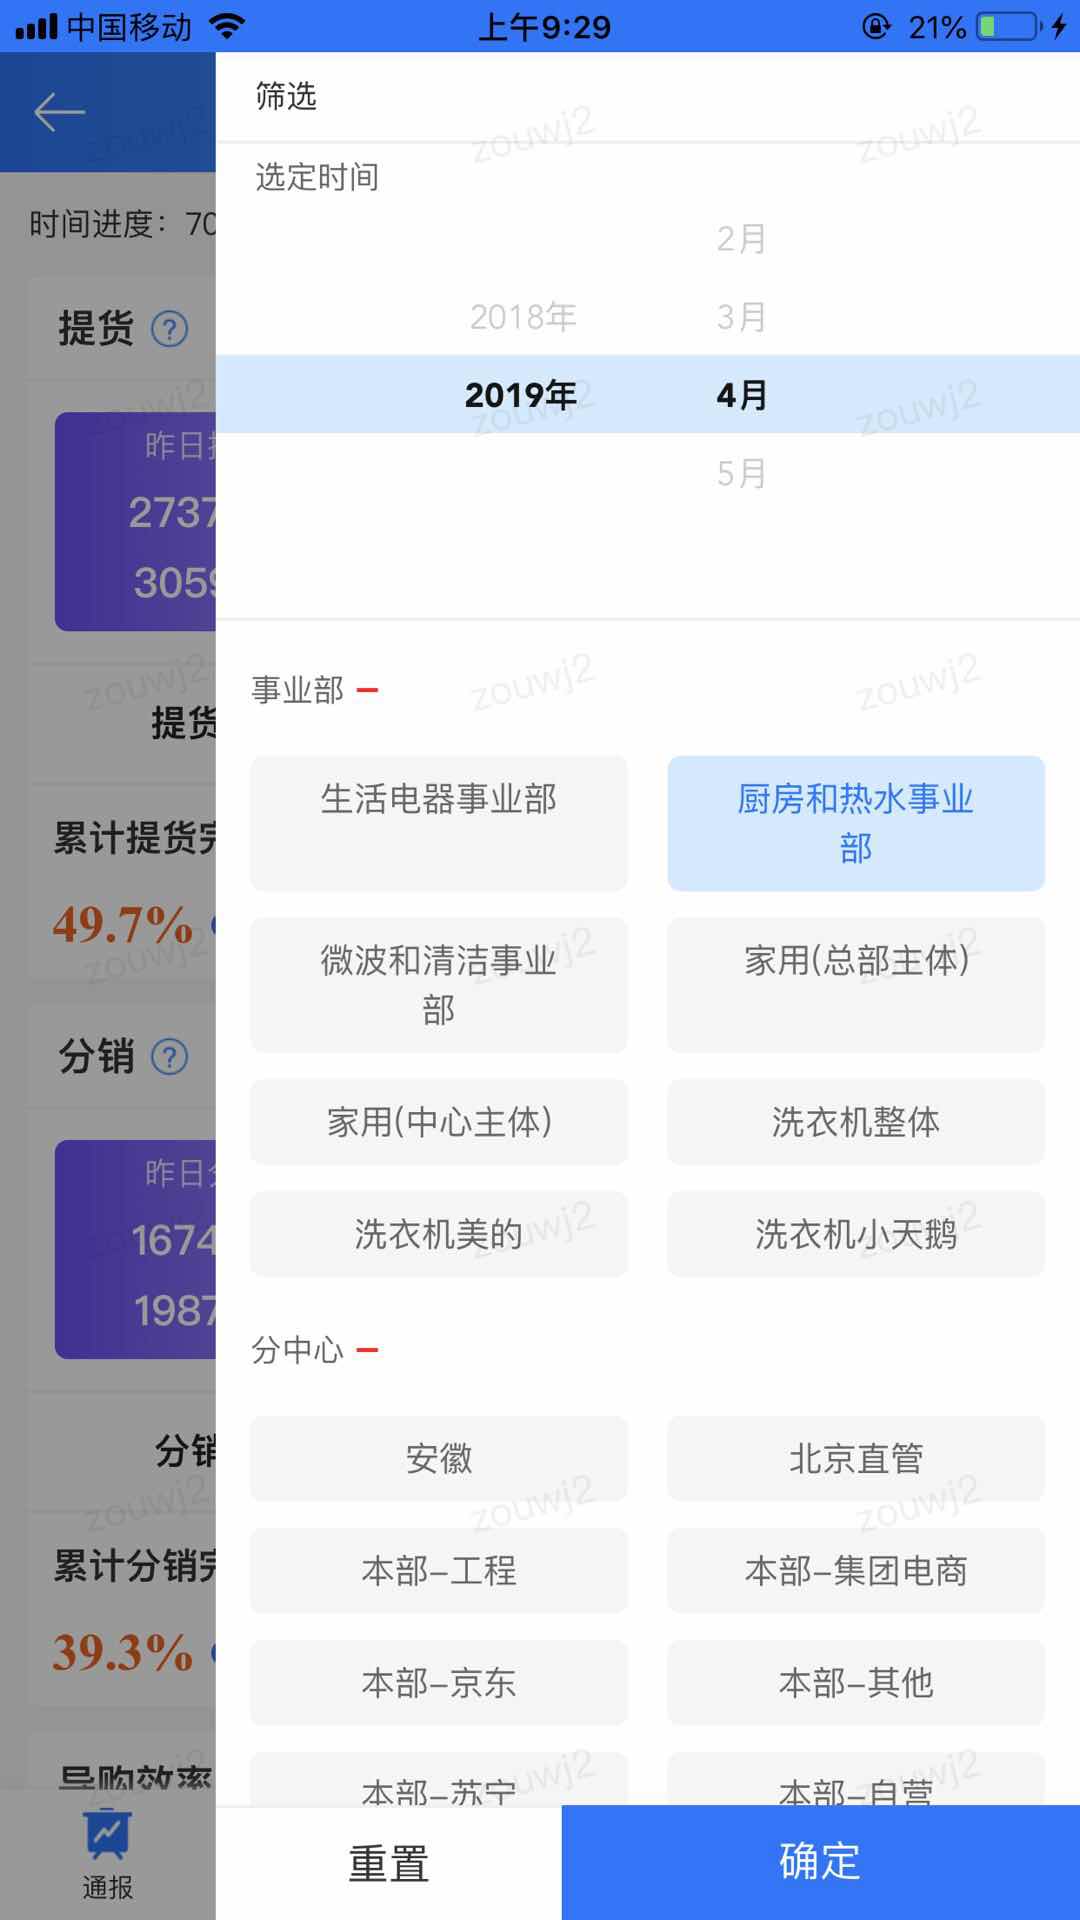 中国移动
上午9:29
21%
筛选
选定时间
时间进度：70
2月
2018年 3月
2019年 4月
5月
提货 ?
昨日
2737
3059
提货
累计提货完
49.7%
事业部
生活电器事业部
厨房和热水事业
部
微波和清洁事业
部
家用(总部主体)
家用(中心主体)
洗衣机整体
洗衣机美的
洗衣机小天鹅
分销 ?
昨日
1674
1987
分销
累计分销完
39.3%
分中心
安徽
北京直管
本部-工程
本部-集团电商
本部-京东
本部-其他
本部-苏宁
本部-自营
导购效率
通报
重置
确定
zouwj2